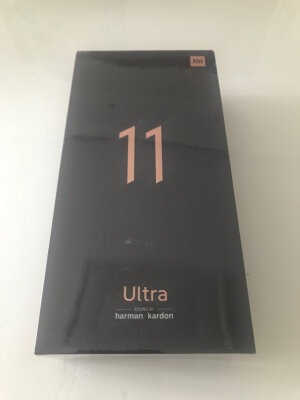 MI
11
Ultra
SOUND BY
harman kardon